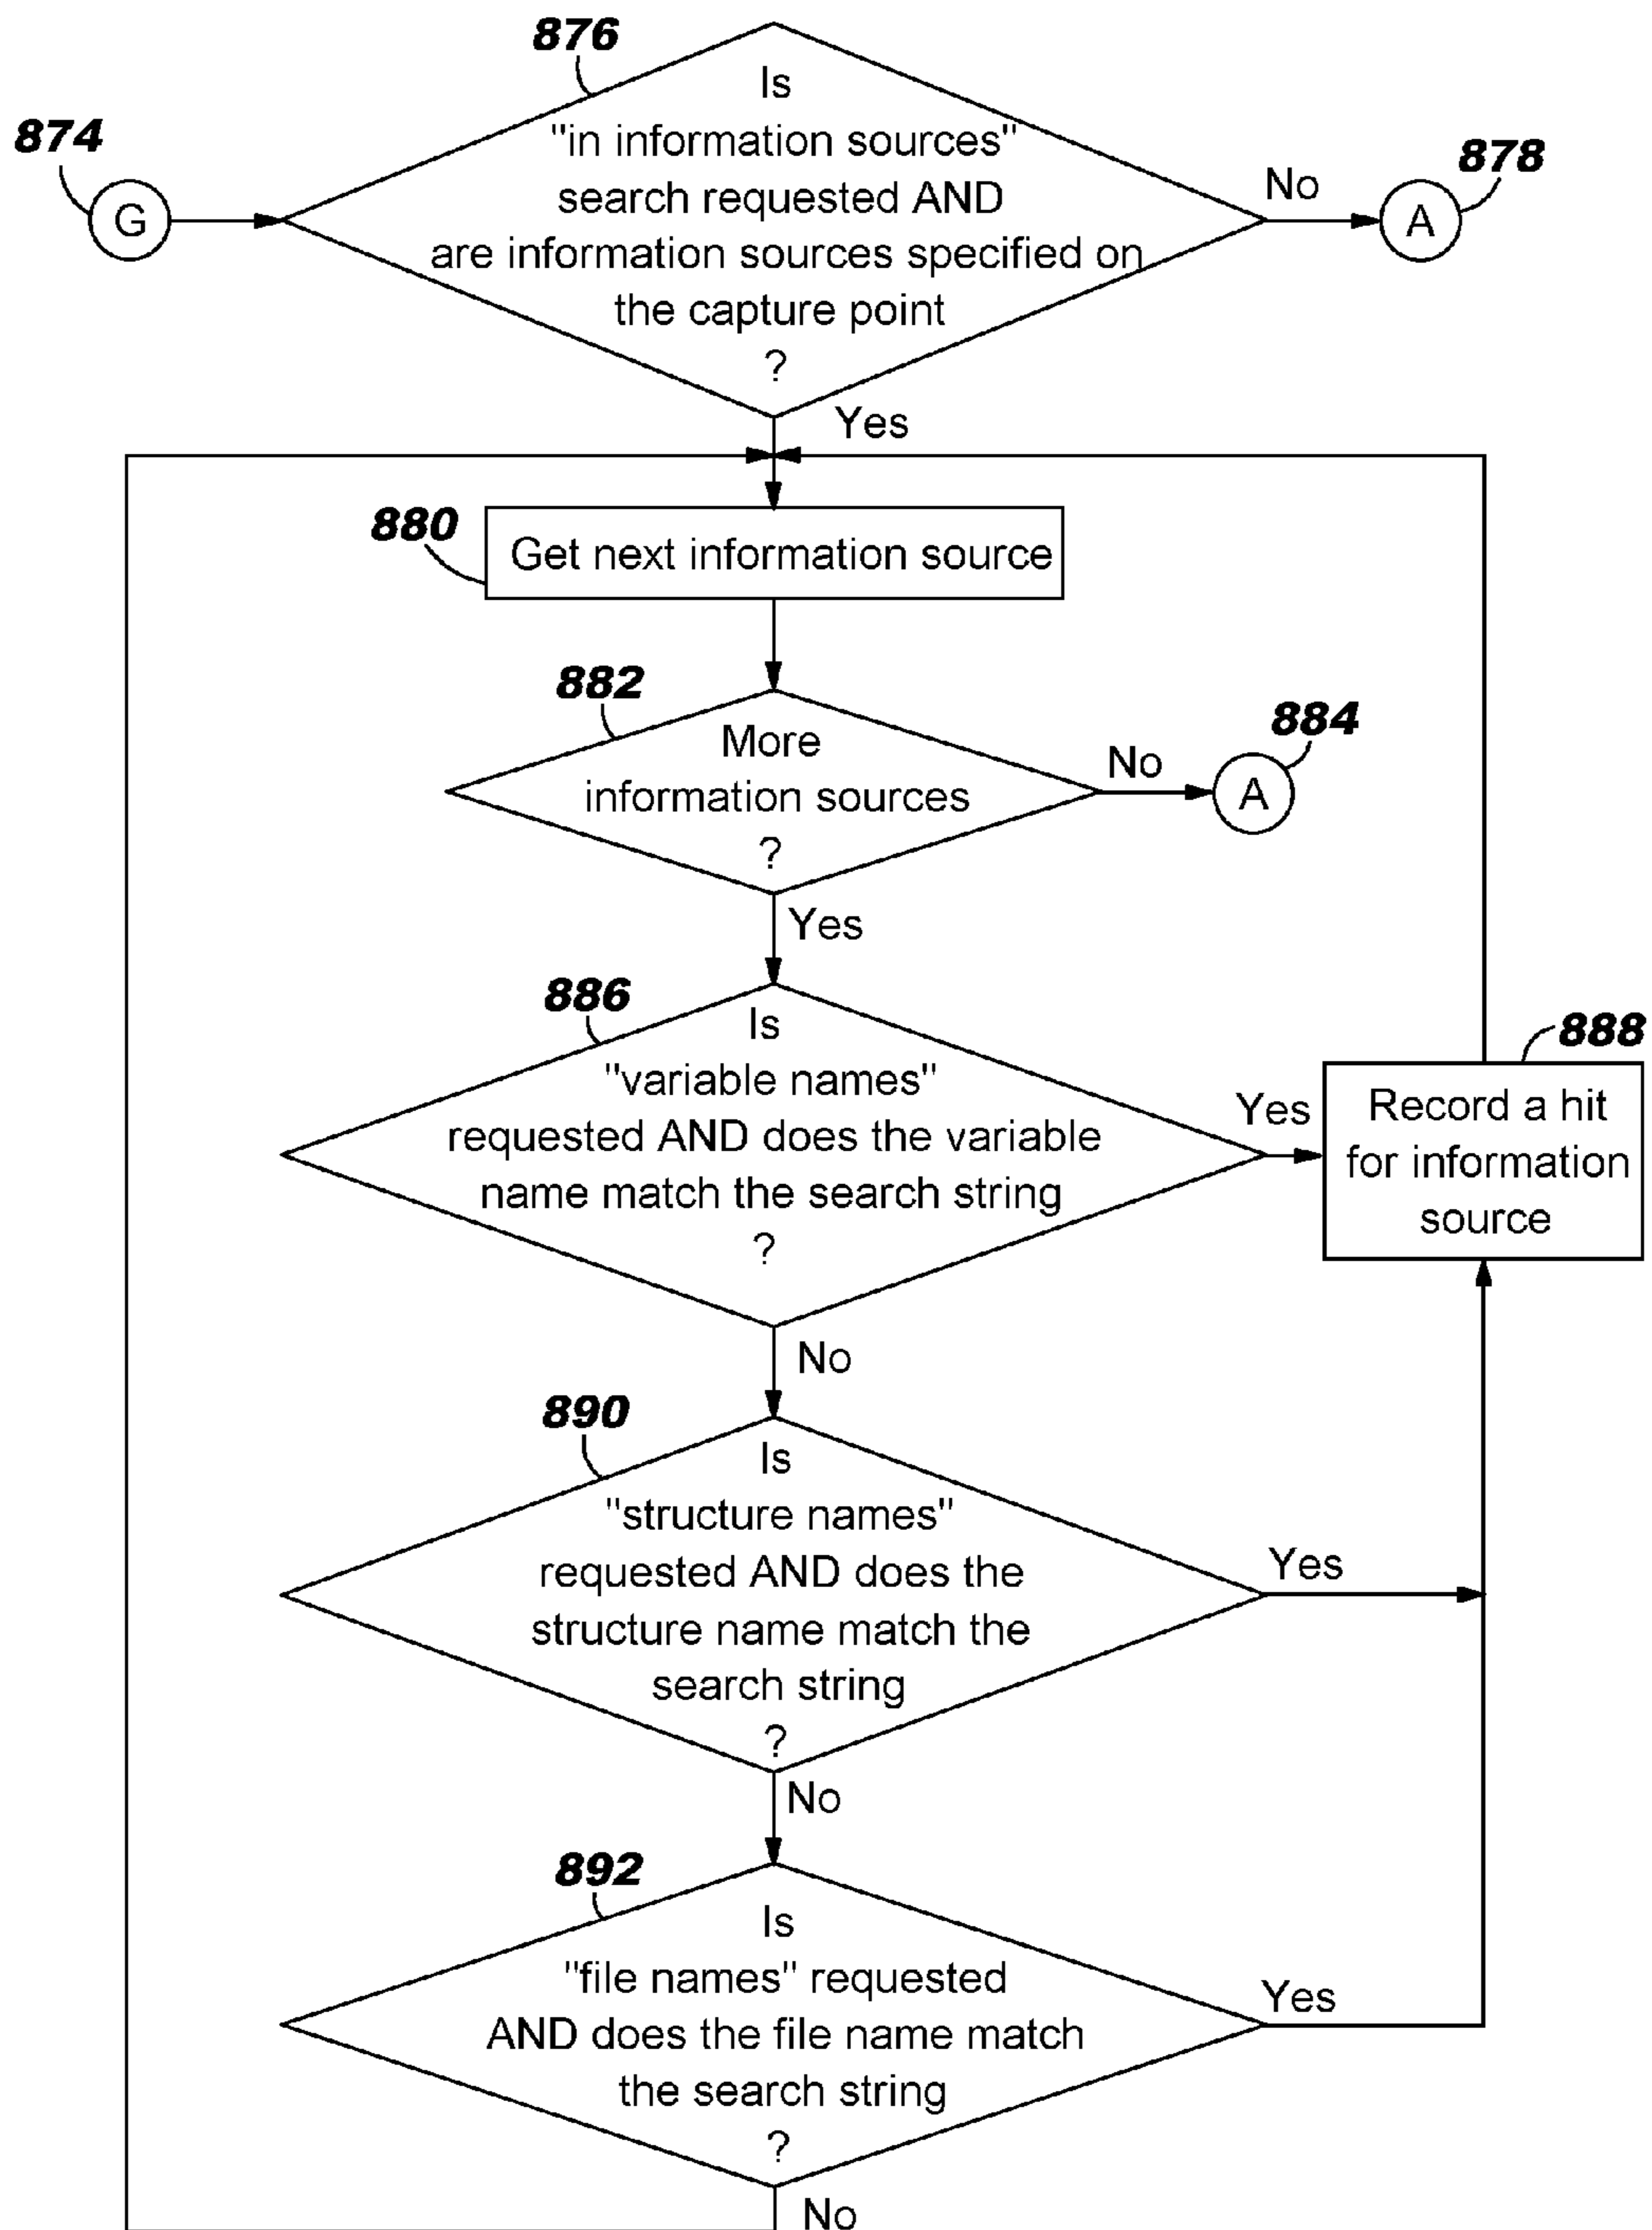 876
Is
"in information sources"
search requested AND
are information sources specified on
the capture point
?
874
G
No
878
A
Yes
880
Get next information source
882
More
information sources
?
No
884
A
Yes
886
Is
"variable names"
requested AND does the variable
name match the search string
?
Yes
888
Record a hit
for information
source
No
890
Is
"structure names"
requested AND does the
structure name match the
search string
?
Yes
No
892
Is
"file names" requested
AND does the file name match
the search string
?
Yes
No